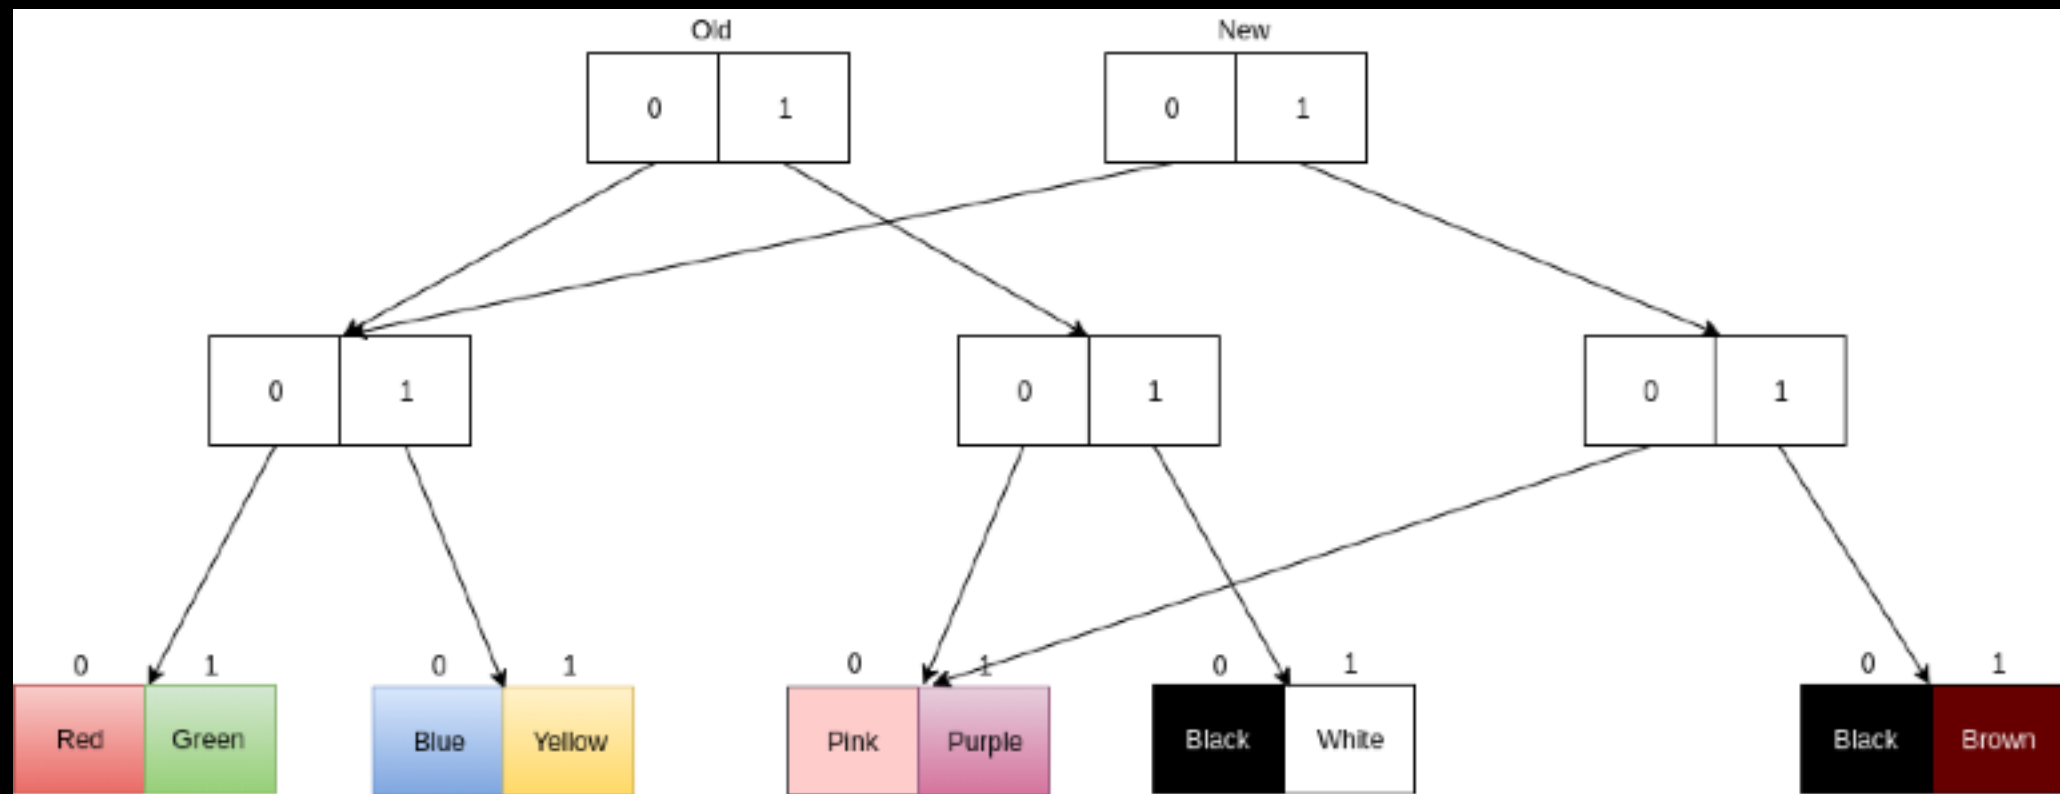 Old New
0 1 0 1
0 1 0 1 0 1
0 1 0 1 0 1 0 1 0 1
Red Green Blue Yellow Pink Purple Black White Black Brown